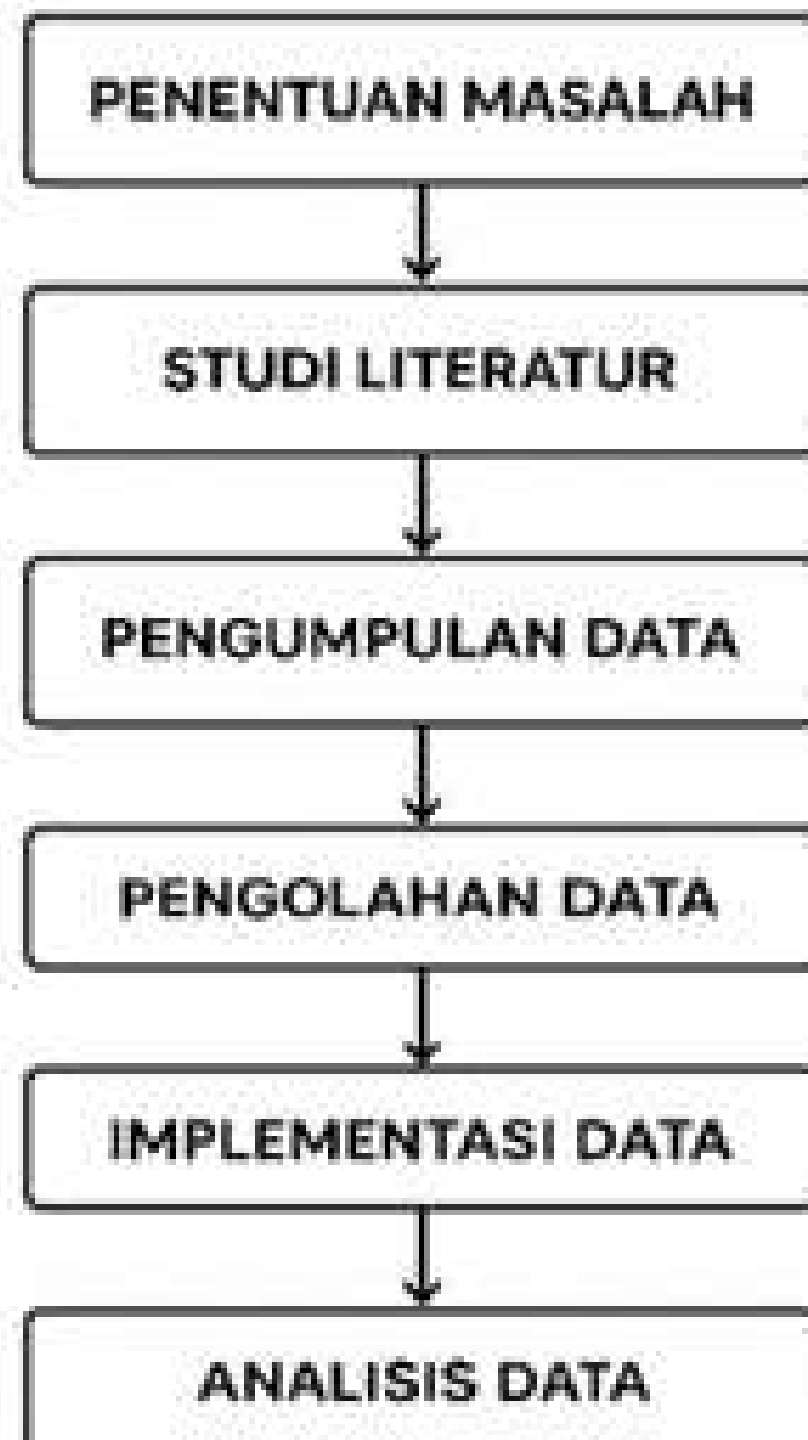 PENENTUAN MASALAH
STUDI LITERATUR
PENGUMPULAN DATA
PENGOLAHAN DATA
IMPLEMENTASI DATA
ANALISIS DATA